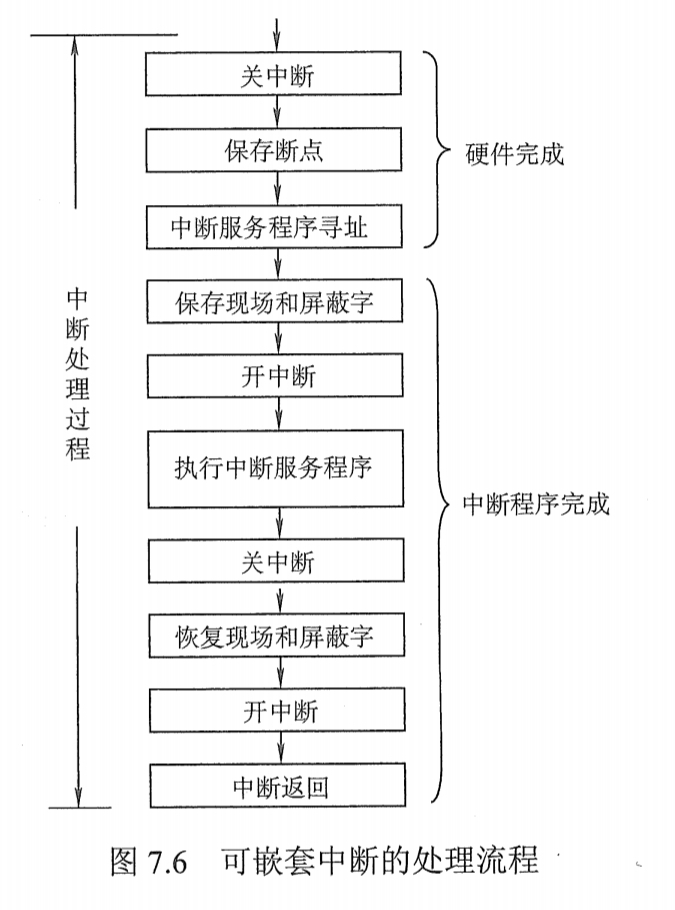 关中断
保存断点
中断服务程序寻址
硬件完成
保存现场和屏蔽字
开中断
执行中断服务程序
关中断
恢复现场和屏蔽字
开中断
中断返回
中断程序完成
中断处理过程
图 7.6 可嵌套中断的处理流程